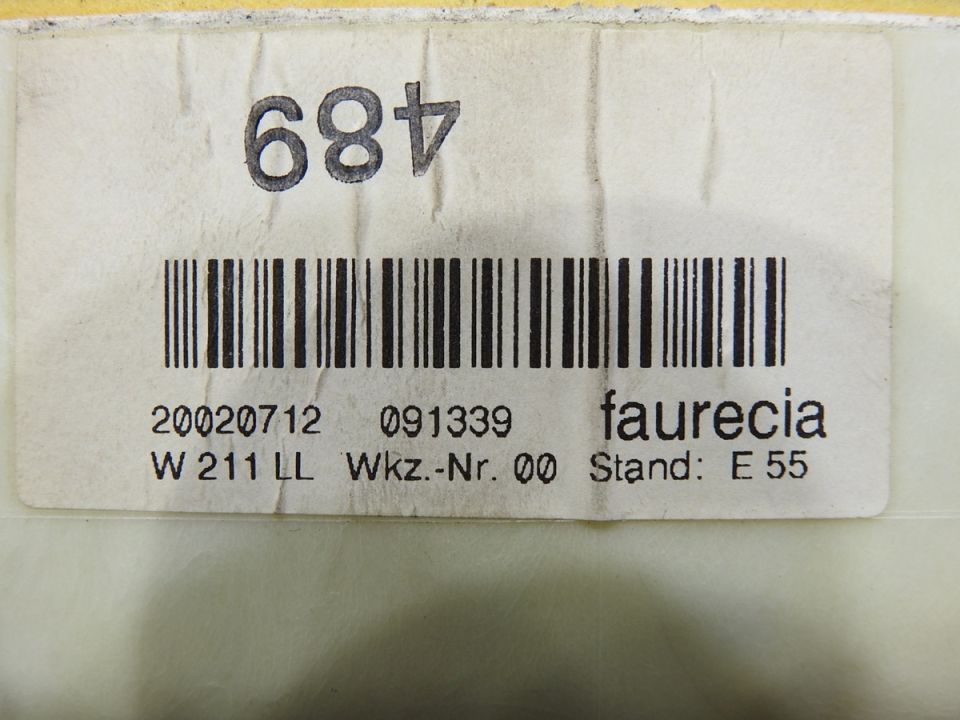 489
20020712 091339 faurecia
W 211 LL Wkz.-Nr. 00 Stand: E 55